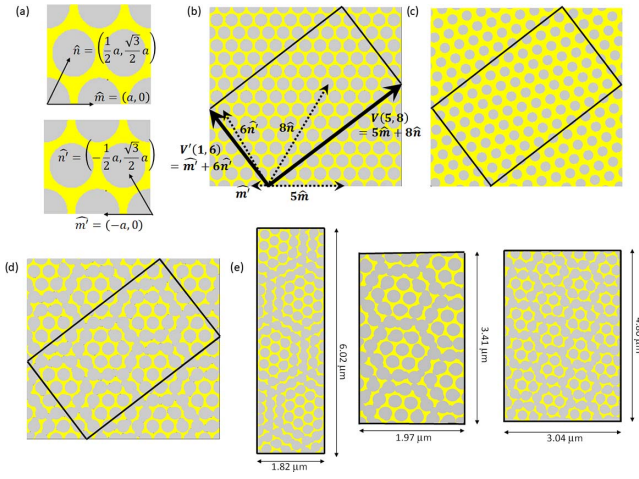 (a)
n̂ = (1/2 a, √3/2 a)
m̂ = (a, 0)
n̂′ = (−1/2 a, √3/2 a)
m̂′ = (−a, 0)
(b)
6n̂′
8n̂
V′(1, 6)
= m̂′ + 6n̂′
V(5, 8)
= 5m̂ + 8n̂
m̂′
5m̂
(c)
(d)
(e)
6.02 μm
1.82 μm
3.41 μm
1.97 μm
3.04 μm